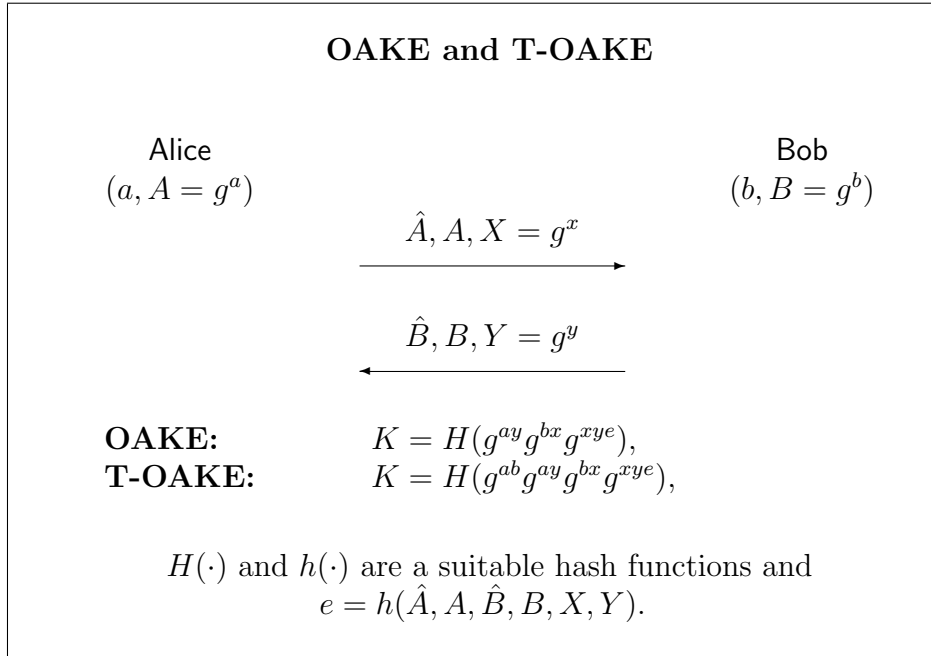 OAKE and T-OAKE
Alice Bob
(a, A = g^a) (b, B = g^b)
Â, A, X = g^x
B̂, B, Y = g^y
OAKE: K = H(g^{ay}g^{bx}g^{xye}),
T-OAKE: K = H(g^{ab}g^{ay}g^{bx}g^{xye}),
H(·) and h(·) are a suitable hash functions and
e = h(Â, A, B̂, B, X, Y).